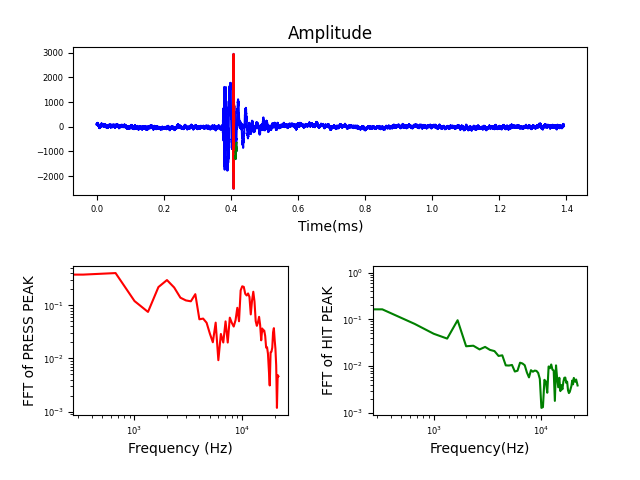 Amplitude
3000
2000
1000
0
−1000
−2000
0.0 0.2 0.4 0.6 0.8 1.0 1.2 1.4
Time(ms)
FFT of PRESS PEAK
10⁻¹
10⁻²
10⁻³
10³ 10⁴
Frequency (Hz)
FFT of HIT PEAK
10⁰
10⁻¹
10⁻²
10⁻³
10³ 10⁴
Frequency(Hz)